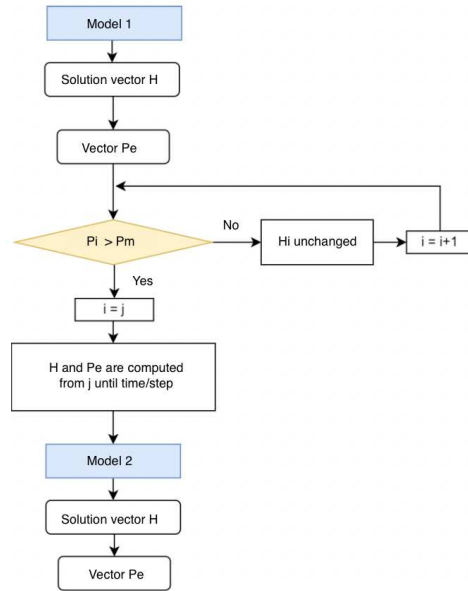 Model 1
Solution vector H
Vector Pe
Pi > Pm
No
Hi unchanged
i = i+1
Yes
i = j
H and Pe are computed
from j until time/step
Model 2
Solution vector H
Vector Pe